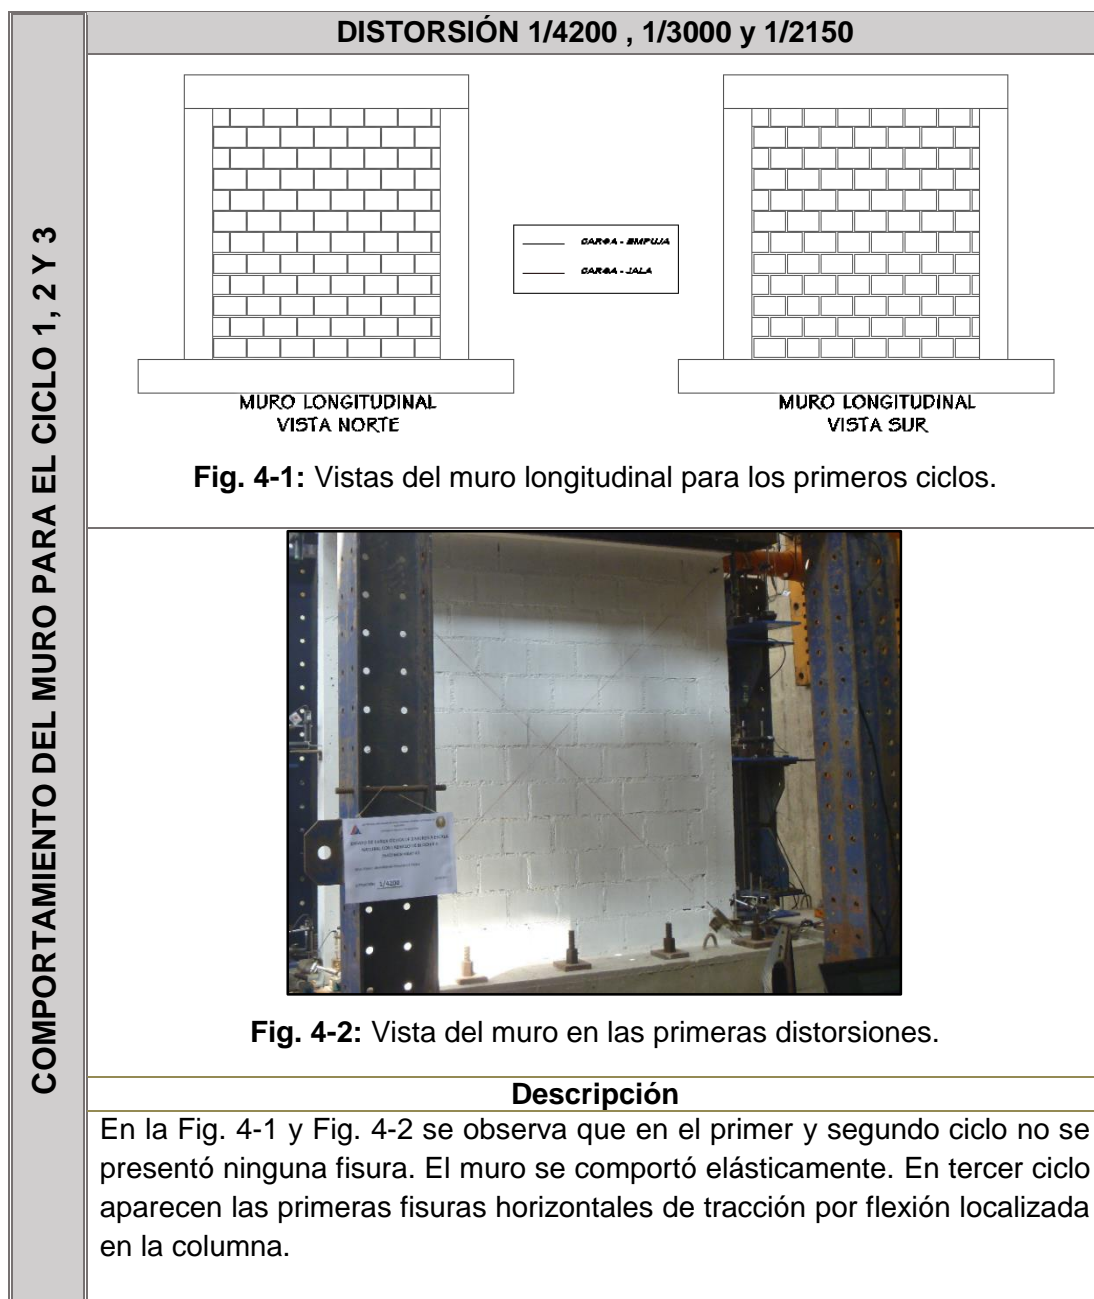 COMPORTAMIENTO DEL MURO PARA EL CICLO 1, 2 Y 3
DISTORSIÓN 1/4200 , 1/3000 y 1/2150
CARGA - EMPUJA
CARGA - JALA
MURO LONGITUDINAL
VISTA NORTE
MURO LONGITUDINAL
VISTA SUR
Fig. 4-1: Vistas del muro longitudinal para los primeros ciclos.
1/4200
Fig. 4-2: Vista del muro en las primeras distorsiones.
Descripción
En la Fig. 4-1 y Fig. 4-2 se observa que en el primer y segundo ciclo no se
presentó ninguna fisura. El muro se comportó elásticamente. En tercer ciclo
aparecen las primeras fisuras horizontales de tracción por flexión localizada
en la columna.